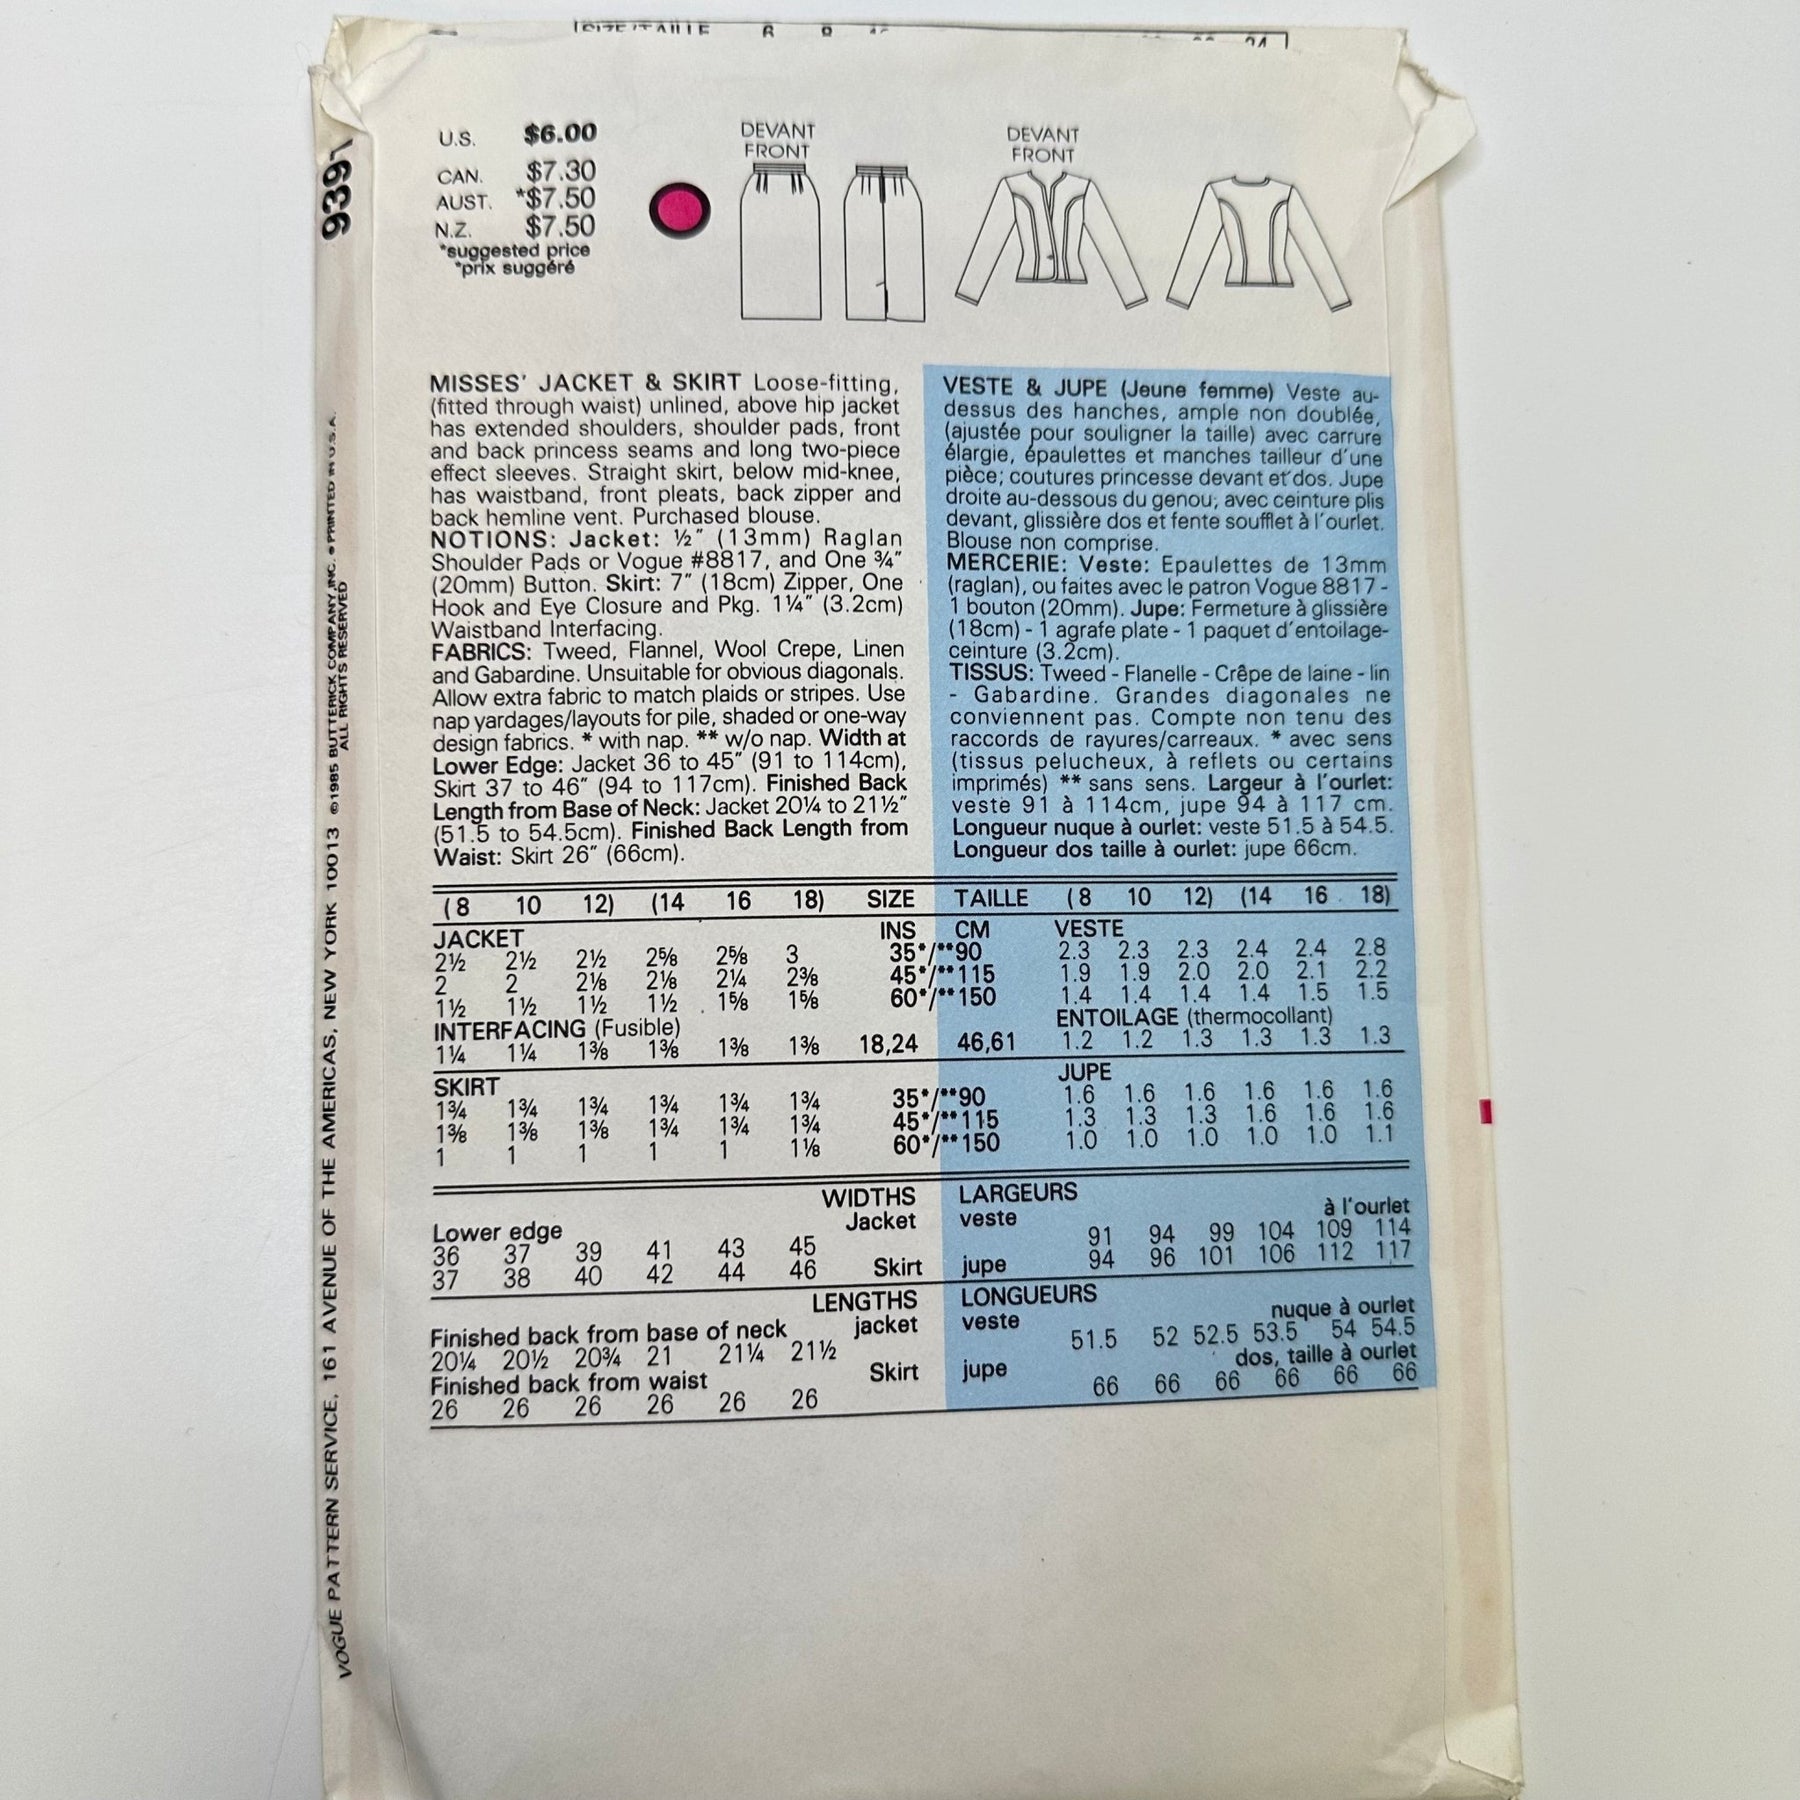 SIZE/TAILLE 6 8
24
9391
U.S. $6.00
CAN. $7.30
AUST. *$7.50
N.Z. $7.50
*suggested price
*prix suggéré
DEVANT
FRONT
DEVANT
FRONT
MISSES' JACKET & SKIRT Loose-fitting,
(fitted through waist) unlined, above hip jacket
has extended shoulders, shoulder pads, front
and back princess seams and long two-piece
effect sleeves. Straight skirt, below mid-knee,
has waistband, front pleats, back zipper and
back hemline vent. Purchased blouse.
NOTIONS: Jacket: ½" (13mm) Raglan
Shoulder Pads or Vogue #8817, and One ¾"
(20mm) Button. Skirt: 7" (18cm) Zipper, One
Hook and Eye Closure and Pkg. 1¼" (3.2cm)
Waistband Interfacing.
FABRICS: Tweed, Flannel, Wool Crepe, Linen
and Gabardine. Unsuitable for obvious diagonals.
Allow extra fabric to match plaids or stripes. Use
nap yardages/layouts for pile, shaded or one-way
design fabrics. * with nap. ** w/o nap. Width at
Lower Edge: Jacket 36 to 45" (91 to 114cm),
Skirt 37 to 46" (94 to 117cm). Finished Back
Length from Base of Neck: Jacket 20¼ to 21½"
(51.5 to 54.5cm). Finished Back Length from
Waist: Skirt 26" (66cm).
VESTE & JUPE (Jeune femme) Veste au-
dessus des hanches, ample non doublée,
(ajustée pour souligner la taille) avec carrure
élargie, épaulettes et manches tailleur d'une
pièce; coutures princesse devant et dos. Jupe
droite au-dessous du genou, avec ceinture plis
devant, glissière dos et fente soufflet à l'ourlet.
Blouse non comprise.
MERCERIE: Veste: Epaulettes de 13mm
(raglan), ou faites avec le patron Vogue 8817 -
1 bouton (20mm). Jupe: Fermeture à glissière
(18cm) - 1 agrafe plate - 1 paquet d'entoilage-
ceinture (3.2cm).
TISSUS: Tweed - Flanelle - Crêpe de laine - lin
- Gabardine. Grandes diagonales ne
conviennent pas. Compte non tenu des
raccords de rayures/carreaux. * avec sens
(tissus pelucheux, à reflets ou certains
imprimés) ** sans sens. Largeur à l'ourlet:
veste 91 à 114cm, jupe 94 à 117 cm.
Longueur nuque à ourlet: veste 51.5 à 54.5.
Longueur dos taille à ourlet: jupe 66cm.
(8 10 12) (14 16 18) SIZE TAILLE (8 10 12) (14 16 18)
JACKET INS CM VESTE
2½ 2½ 2½ 2⅝ 2⅝ 3 35*/**90 2.3 2.3 2.3 2.4 2.4 2.8
2 2 2⅛ 2⅛ 2¼ 2⅜ 45*/**115 1.9 1.9 2.0 2.0 2.1 2.2
1½ 1½ 1½ 1½ 1⅝ 1⅝ 60*/**150 1.4 1.4 1.4 1.4 1.5 1.5
INTERFACING (Fusible) ENTOILAGE (thermocollant)
1¼ 1¼ 1⅜ 1⅜ 1⅜ 1⅜ 18,24 46,61 1.2 1.2 1.3 1.3 1.3 1.3
SKIRT JUPE
1¾ 1¾ 1¾ 1¾ 1¾ 1¾ 35*/**90 1.6 1.6 1.6 1.6 1.6 1.6
1⅜ 1⅜ 1⅜ 1¾ 1¾ 1¾ 45*/**115 1.3 1.3 1.3 1.6 1.6 1.6
1 1 1 1 1 1⅛ 60*/**150 1.0 1.0 1.0 1.0 1.0 1.1
WIDTHS LARGEURS
Lower edge Jacket veste à l'ourlet
36 37 39 41 43 45 91 94 99 104 109 114
37 38 40 42 44 46 Skirt jupe 94 96 101 106 112 117
LENGTHS LONGUEURS
Finished back from base of neck jacket veste nuque à ourlet
20¼ 20½ 20¾ 21 21¼ 21½ 51.5 52 52.5 53.5 54 54.5
Finished back from waist Skirt jupe dos, taille à ourlet
26 26 26 26 26 26 66 66 66 66 66 66
VOGUE PATTERN SERVICE, 161 AVENUE OF THE AMERICAS, NEW YORK 10013 ©1985 BUTTERICK COMPANY, INC. ● PRINTED IN U.S.A.
ALL RIGHTS RESERVED